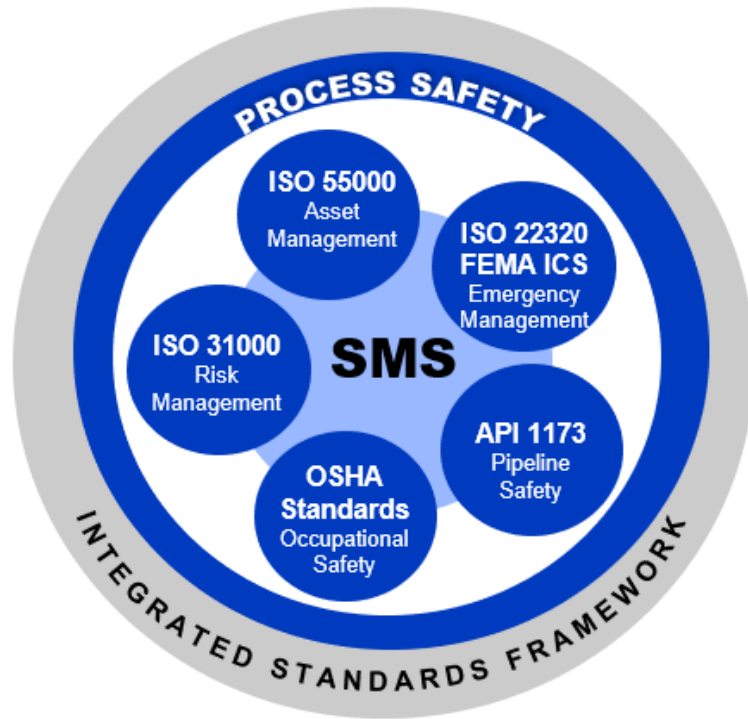 PROCESS SAFETY
ISO 55000
Asset
Management
ISO 22320
FEMA ICS
Emergency
Management
ISO 31000
Risk
Management
SMS
API 1173
Pipeline
Safety
OSHA
Standards
Occupational
Safety
INTEGRATED STANDARDS FRAMEWORK